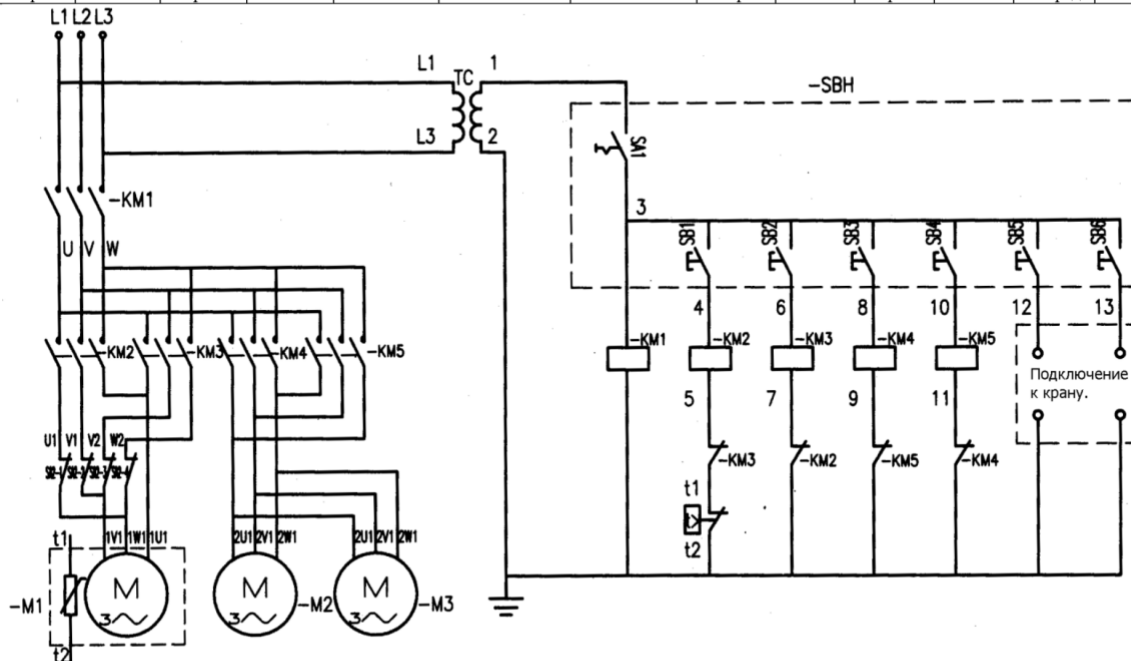 L1 L2 L3
L1 TC 1
-SBH
L3 2
SA1
-KM1
3
U V W
SB1 SB2 SB3 SB4 SB5 SB6
4 6 8 10 12 13
-KM2 -KM3 -KM4 -KM5
-KM1 -KM2 -KM3 -KM4 -KM5
Подключение
к крану.
5 7 9 11
U1 V1 V2 W2
-KM3 -KM2 -KM5 -KM4
t1
t2
t1 1V1 1W1 1U1 2U1 2V1 2W1 2U1 2V1 2W1
M M M
-M1 3 3 -M2 3 -M3
t2